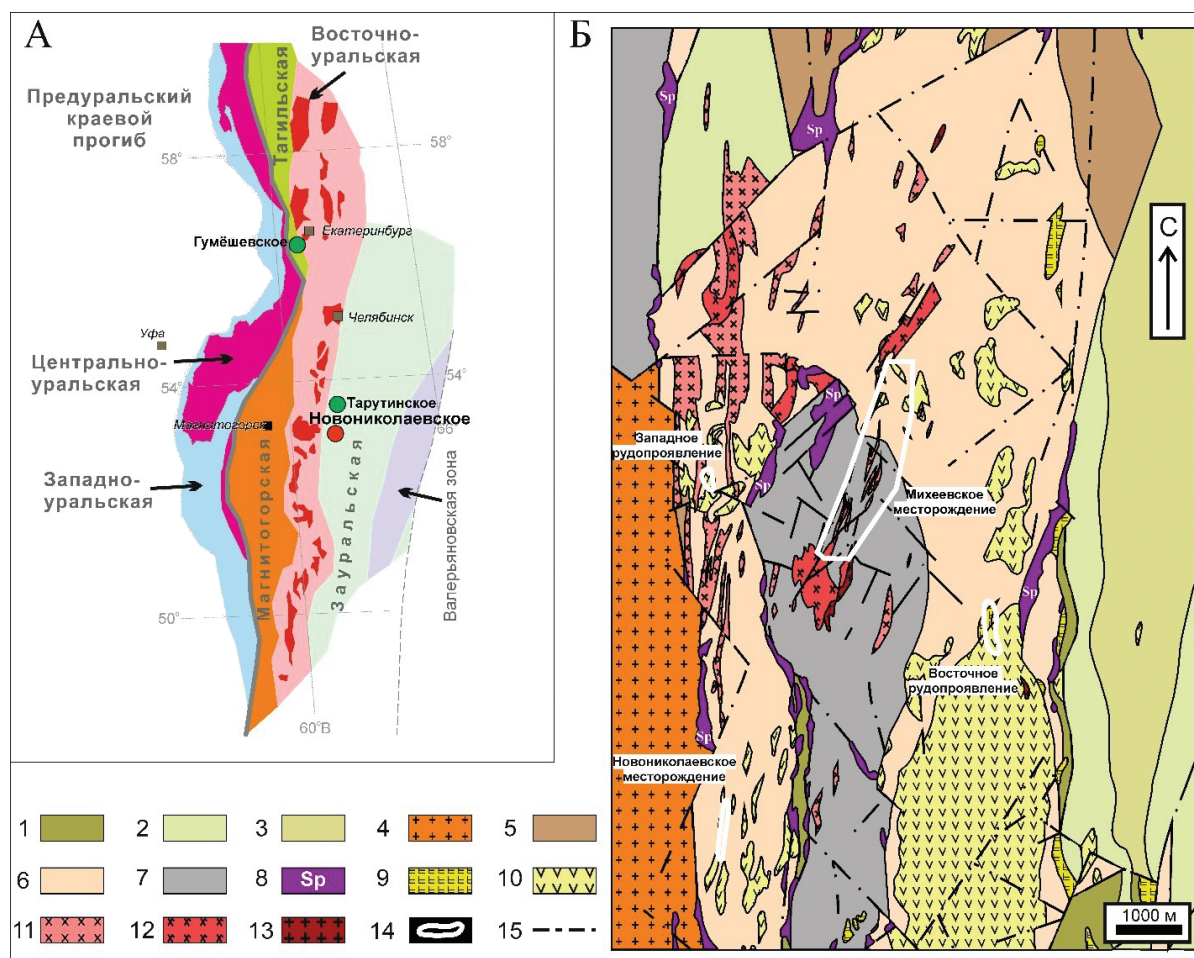 А
Восточно-
уральская
Предуральский
краевой
прогиб
Тагильская
58°
58°
Гумёшевское
Екатеринбург
Челябинск
Уфа
Центрально-
уральская
54°
54°
Тарутинское
Новониколаевское
Магнитогорск
66°
Западно-
уральская
Магнитогорская
Зауральская
Валерьяновская зона
50°
60°В
Б
Sp
Sp
С
Sp
Западное
рудопроявление
Sp
Sp
Михеевское
месторождение
Sp
Восточное
рудопроявление
Sp
Новониколаевское
месторождение
1000 м
1
2
3
4
5
6
7
8 Sp
9
10
11
12
13
14
15